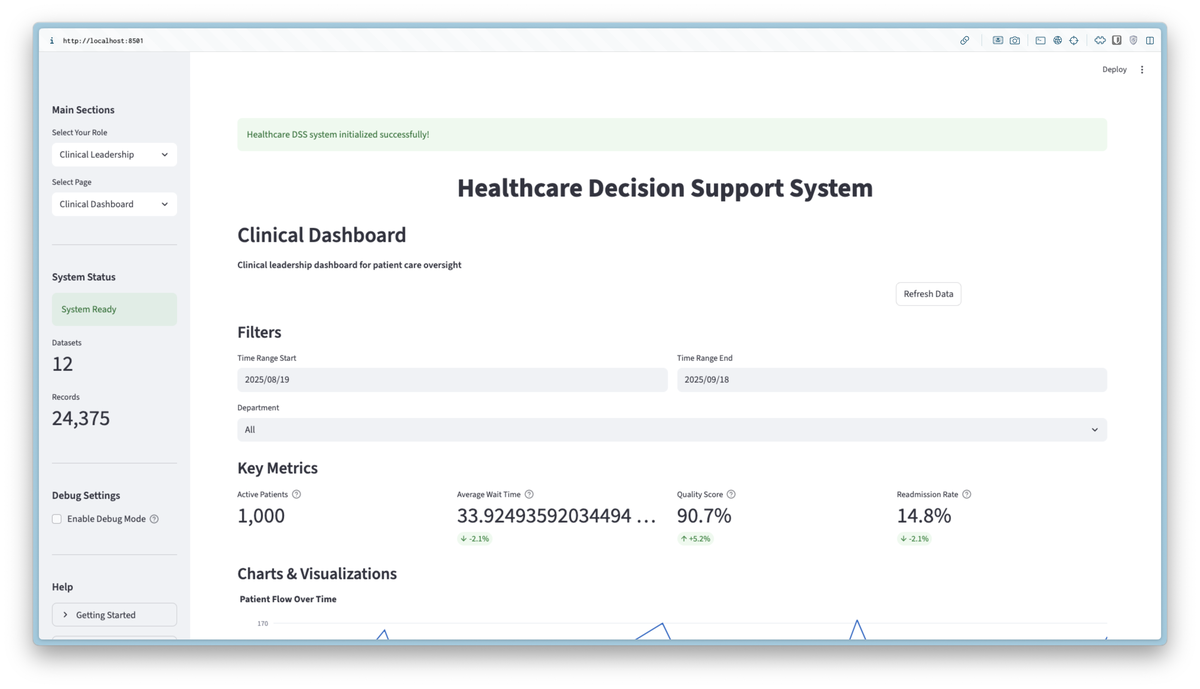 http://localhost:8501
Deploy
Main Sections
Select Your Role
Clinical Leadership
Select Page
Clinical Dashboard
System Status
System Ready
Datasets
12
Records
24,375
Debug Settings
Enable Debug Mode
Help
Getting Started
Healthcare DSS system initialized successfully!
Healthcare Decision Support System
Clinical Dashboard
Clinical leadership dashboard for patient care oversight
Refresh Data
Filters
Time Range Start
Time Range End
2025/08/19
2025/09/18
Department
All
Key Metrics
Active Patients
Average Wait Time
Quality Score
Readmission Rate
1,000
33.92493592034494 ...
90.7%
14.8%
↓ -2.1%
↑ +5.2%
↓ -2.1%
Charts & Visualizations
Patient Flow Over Time
170